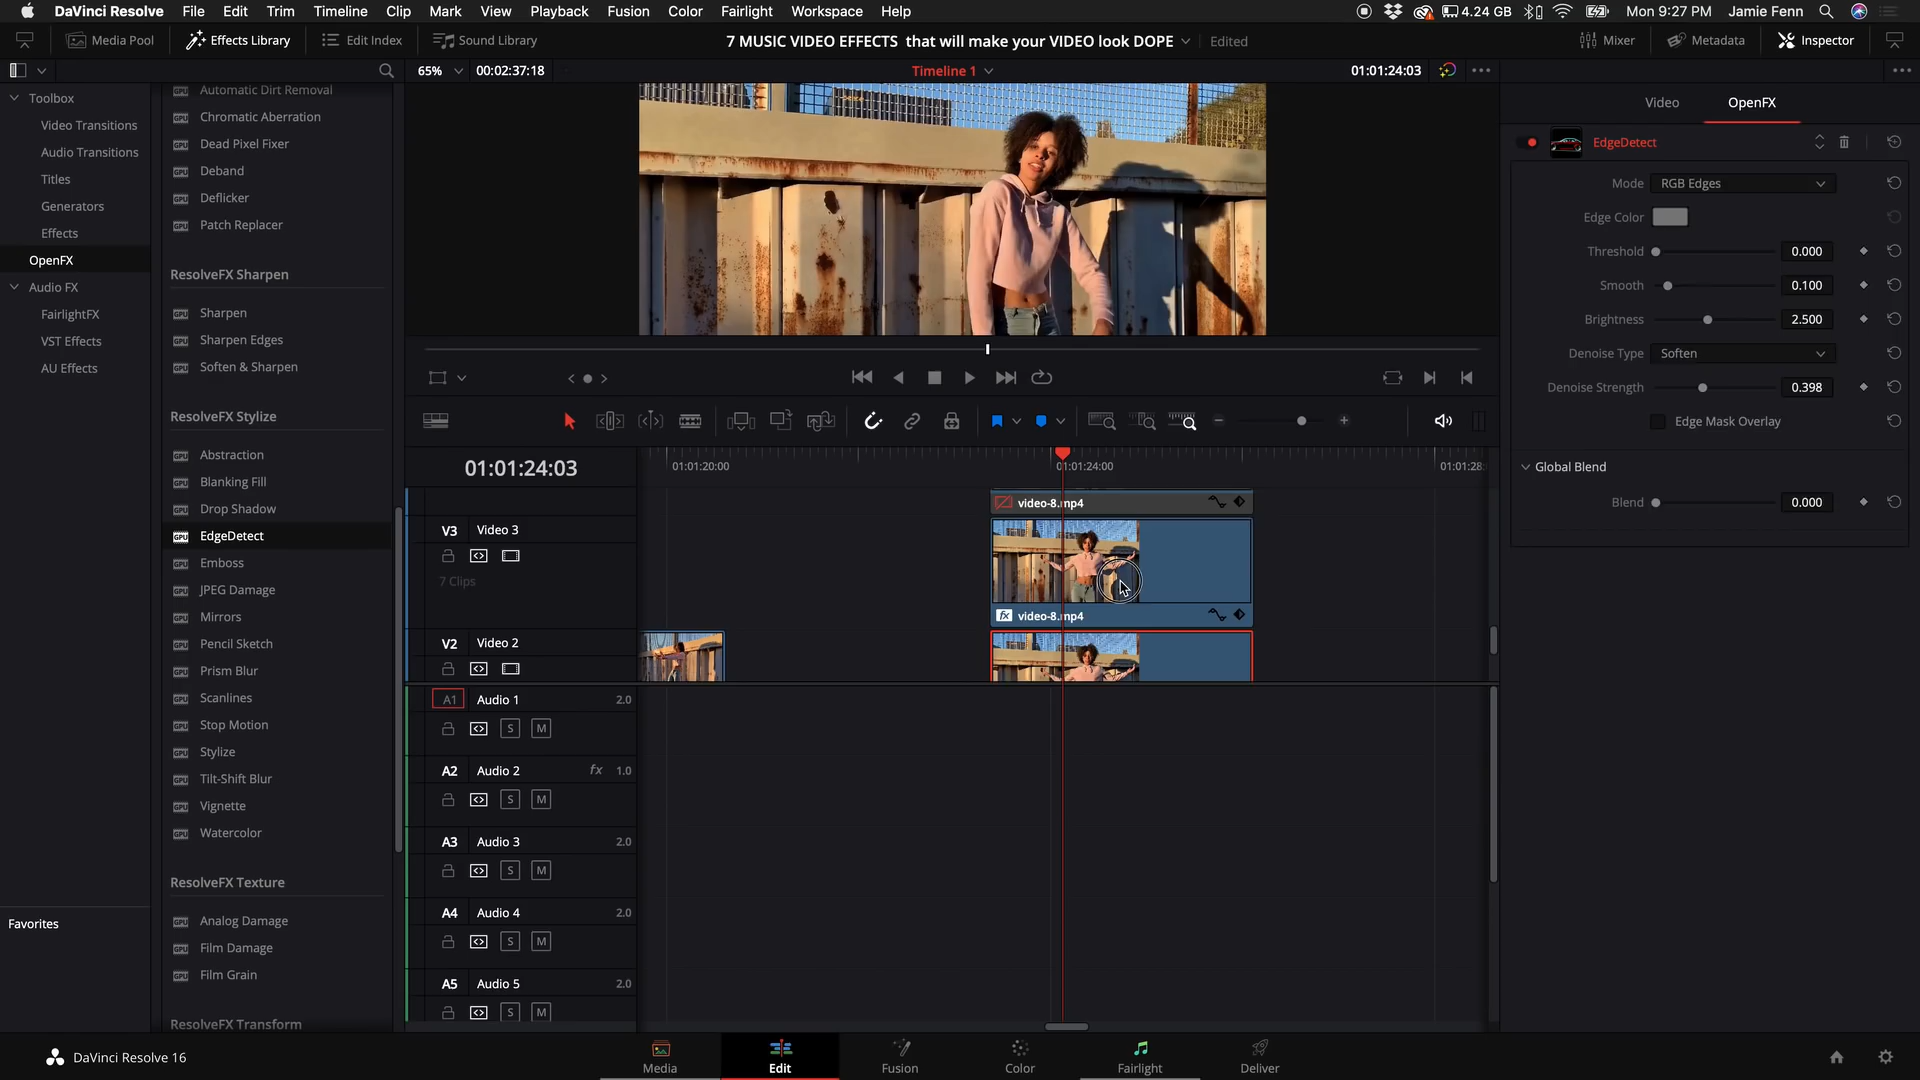 DaVinci Resolve File Edit Trim Timeline Clip Mark View Playback Fusion Color Fairlight Workspace Help 4.24 GB Mon 9:27 PM Jamie Fenn
Media Pool Effects Library Edit Index Sound Library 7 MUSIC VIDEO EFFECTS that will make your VIDEO look DOPE Edited Mixer Metadata Inspector
65% 00:02:37:18 Timeline 1 01:01:24:03
Toolbox
Video Transitions
Audio Transitions
Titles
Generators
Effects
OpenFX
Audio FX
FairlightFX
VST Effects
AU Effects
Favorites
Automatic Dirt Removal
Chromatic Aberration
Dead Pixel Fixer
Deband
Deflicker
Patch Replacer
ResolveFX Sharpen
Sharpen
Sharpen Edges
Soften & Sharpen
ResolveFX Stylize
Abstraction
Blanking Fill
Drop Shadow
EdgeDetect
Emboss
JPEG Damage
Mirrors
Pencil Sketch
Prism Blur
Scanlines
Stop Motion
Stylize
Tilt-Shift Blur
Vignette
Watercolor
ResolveFX Texture
Analog Damage
Film Damage
Film Grain
ResolveFX Transform
01:01:24:03
01:01:20:00 01:01:24:00 01:01:28:
video-8.mp4
V3 Video 3
7 Clips
fx video-8.mp4
V2 Video 2
A1 Audio 1 2.0
S M
A2 Audio 2 fx 1.0
S M
A3 Audio 3 2.0
S M
A4 Audio 4 2.0
S M
A5 Audio 5 2.0
S M
Video OpenFX
EdgeDetect
Mode RGB Edges
Edge Color
Threshold 0.000
Smooth 0.100
Brightness 2.500
Denoise Type Soften
Denoise Strength 0.398
Edge Mask Overlay
Global Blend
Blend 0.000
DaVinci Resolve 16 Media Edit Fusion Color Fairlight Deliver